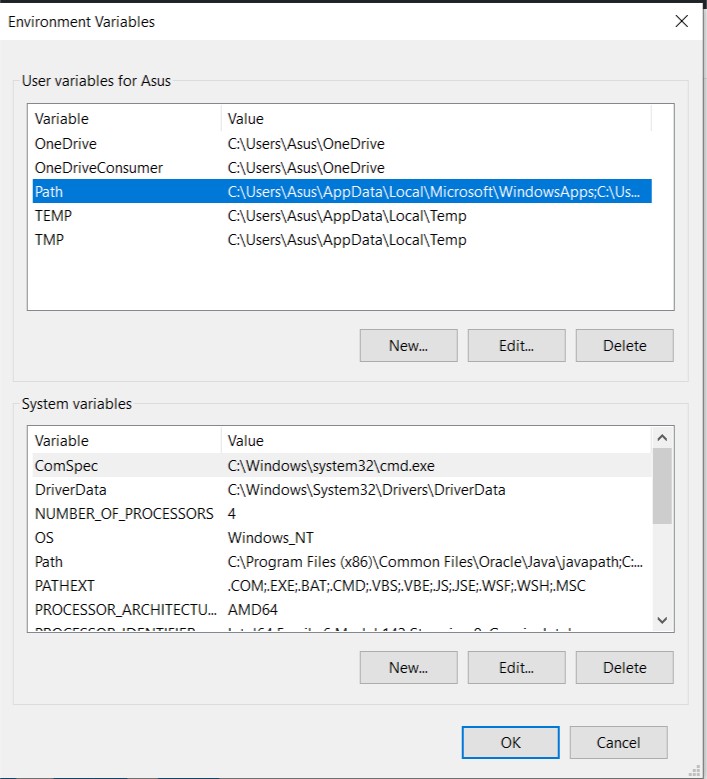 Environment Variables
User variables for Asus
Variable Value
OneDrive C:\Users\Asus\OneDrive
OneDriveConsumer C:\Users\Asus\OneDrive
Path C:\Users\Asus\AppData\Local\Microsoft\WindowsApps;C:\Us...
TEMP C:\Users\Asus\AppData\Local\Temp
TMP C:\Users\Asus\AppData\Local\Temp
New... Edit... Delete
System variables
Variable Value
ComSpec C:\Windows\system32\cmd.exe
DriverData C:\Windows\System32\Drivers\DriverData
NUMBER_OF_PROCESSORS 4
OS Windows_NT
Path C:\Program Files (x86)\Common Files\Oracle\Java\javapath;C:...
PATHEXT .COM;.EXE;.BAT;.CMD;.VBS;.VBE;.JS;.JSE;.WSF;.WSH;.MSC
PROCESSOR_ARCHITECTU... AMD64
New... Edit... Delete
OK Cancel